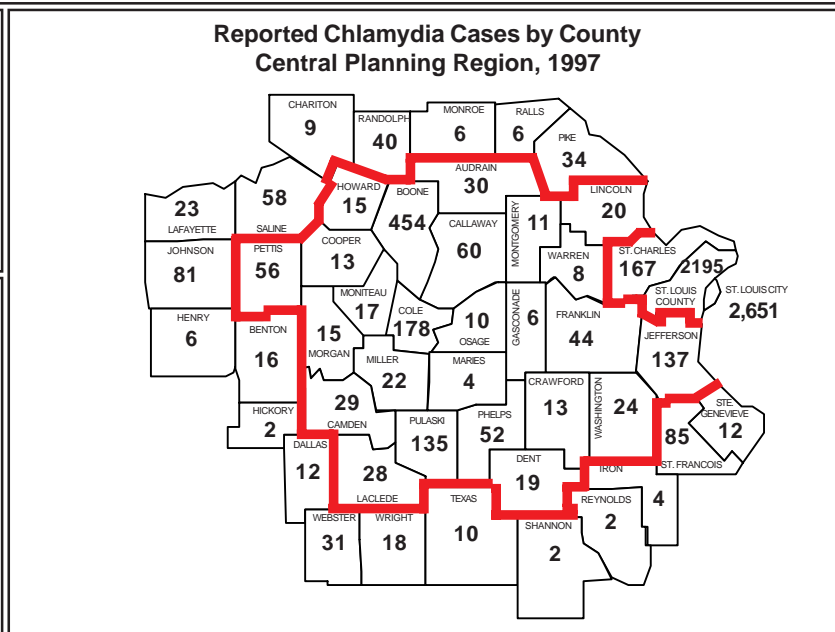 Reported Chlamydia Cases by County
Central Planning Region, 1997
CHARITON
9
RANDOLPH
40
MONROE
6
RALLS
6
PIKE
34
AUDRAIN
30
LINCOLN
20
HOWARD
15
BOONE
454
58
SALINE
23
LAFAYETTE
MONTGOMERY
11
CALLAWAY
60
JOHNSON
81
PETTIS
56
COOPER
13
WARREN
8
ST. CHARLES
167
2195
ST. LOUIS
COUNTY
ST. LOUIS CITY
2,651
MONITEAU
17
COLE
178
10
OSAGE
GASCONADE
6
FRANKLIN
44
JEFFERSON
137
HENRY
6
BENTON
16
15
MORGAN
MILLER
22
MARIES
4
CRAWFORD
13
WASHINGTON
24
STE.
GENEVIEVE
12
85
ST. FRANCOIS
HICKORY
2
29
CAMDEN
PULASKI
135
PHELPS
52
DALLAS
12
28
LACLEDE
DENT
19
IRON
4
REYNOLDS
2
TEXAS
10
WEBSTER
31
WRIGHT
18
SHANNON
2